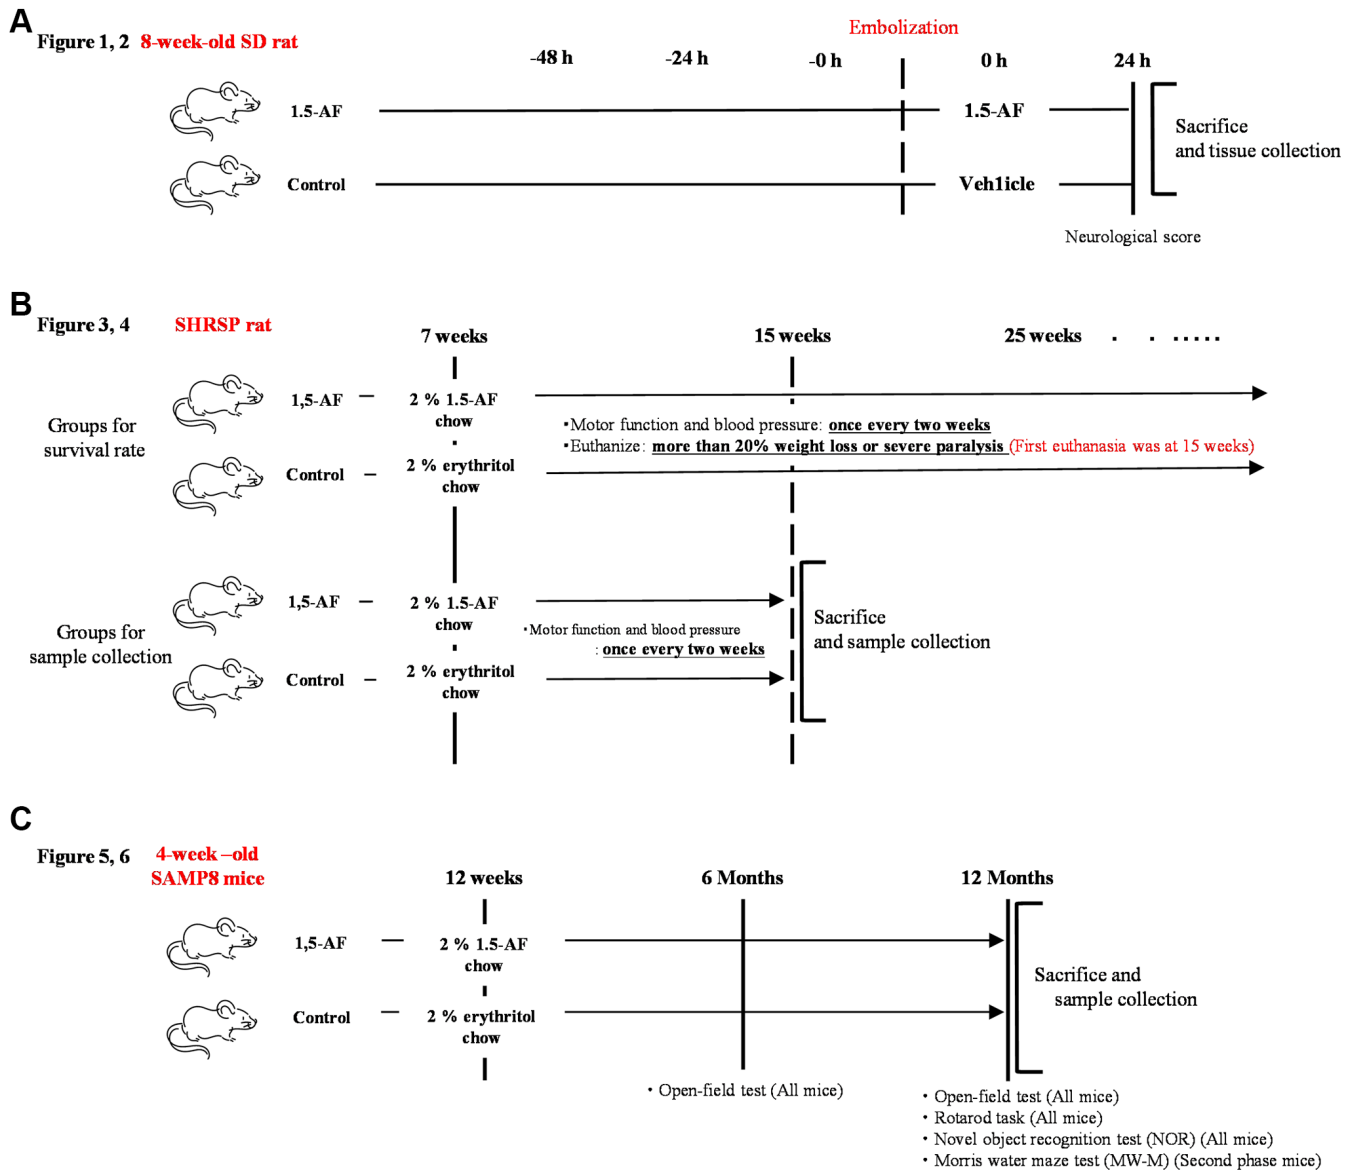 A
Figure 1, 2 8-week-old SD rat
Embolization
-48 h -24 h -0 h 0 h 24 h
1.5-AF 1.5-AF
Control Veh1icle
Sacrifice
and tissue collection
Neurological score
B
Figure 3, 4 SHRSP rat
7 weeks 15 weeks 25 weeks . . .....
Groups for
survival rate
1,5-AF
2 % 1.5-AF
chow
・Motor function and blood pressure: once every two weeks
・Euthanize: more than 20% weight loss or severe paralysis (First euthanasia was at 15 weeks)
Control
2 % erythritol
chow
Groups for
sample collection
1,5-AF
2 % 1.5-AF
chow
・Motor function and blood pressure
: once every two weeks
Control
2 % erythritol
chow
Sacrifice
and sample collection
C
Figure 5, 6
4-week –old
SAMP8 mice
12 weeks 6 Months 12 Months
1,5-AF
2 % 1.5-AF
chow
Control
2 % erythritol
chow
Sacrifice and
sample collection
・Open-field test (All mice)
・Open-field test (All mice)
・Rotarod task (All mice)
・Novel object recognition test (NOR) (All mice)
・Morris water maze test (MW-M) (Second phase mice)